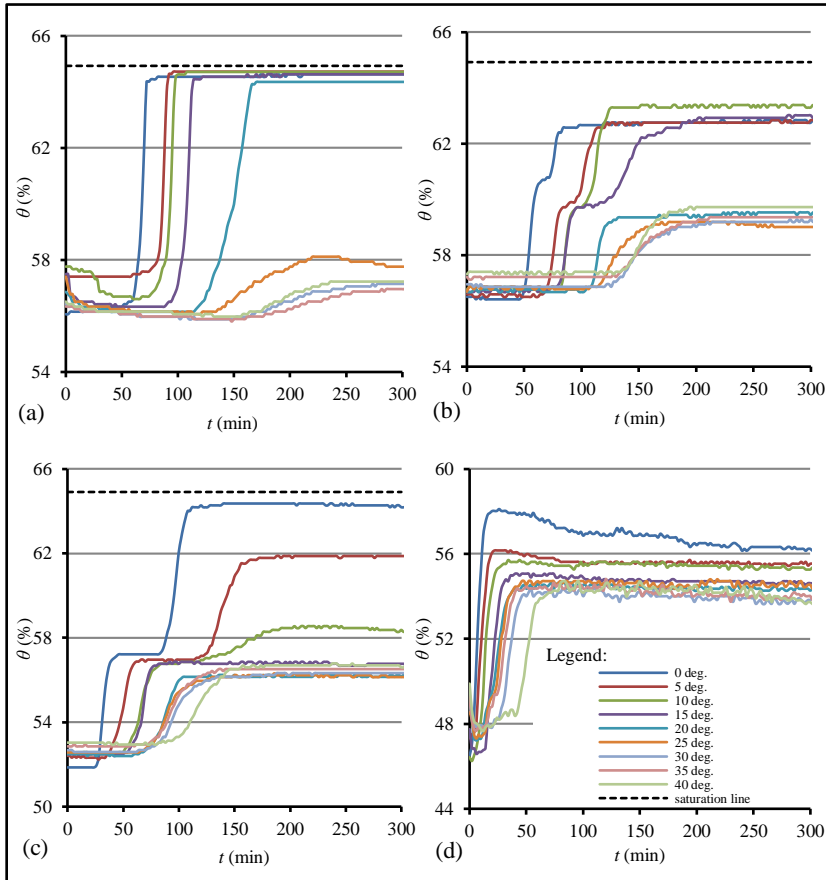 66
62
58
54
θ (%)
0 50 100 150 200 250 300
(a)
t (min)
66
62
58
54
θ (%)
0 50 100 150 200 250 300
(b)
t (min)
66
62
58
54
50
θ (%)
0 50 100 150 200 250 300
(c)
t (min)
60
56
52
48
44
θ (%)
Legend:
0 deg.
5 deg.
10 deg.
15 deg.
20 deg.
25 deg.
30 deg.
35 deg.
40 deg.
saturation line
0 50 100 150 200 250 300
(d)
t (min)